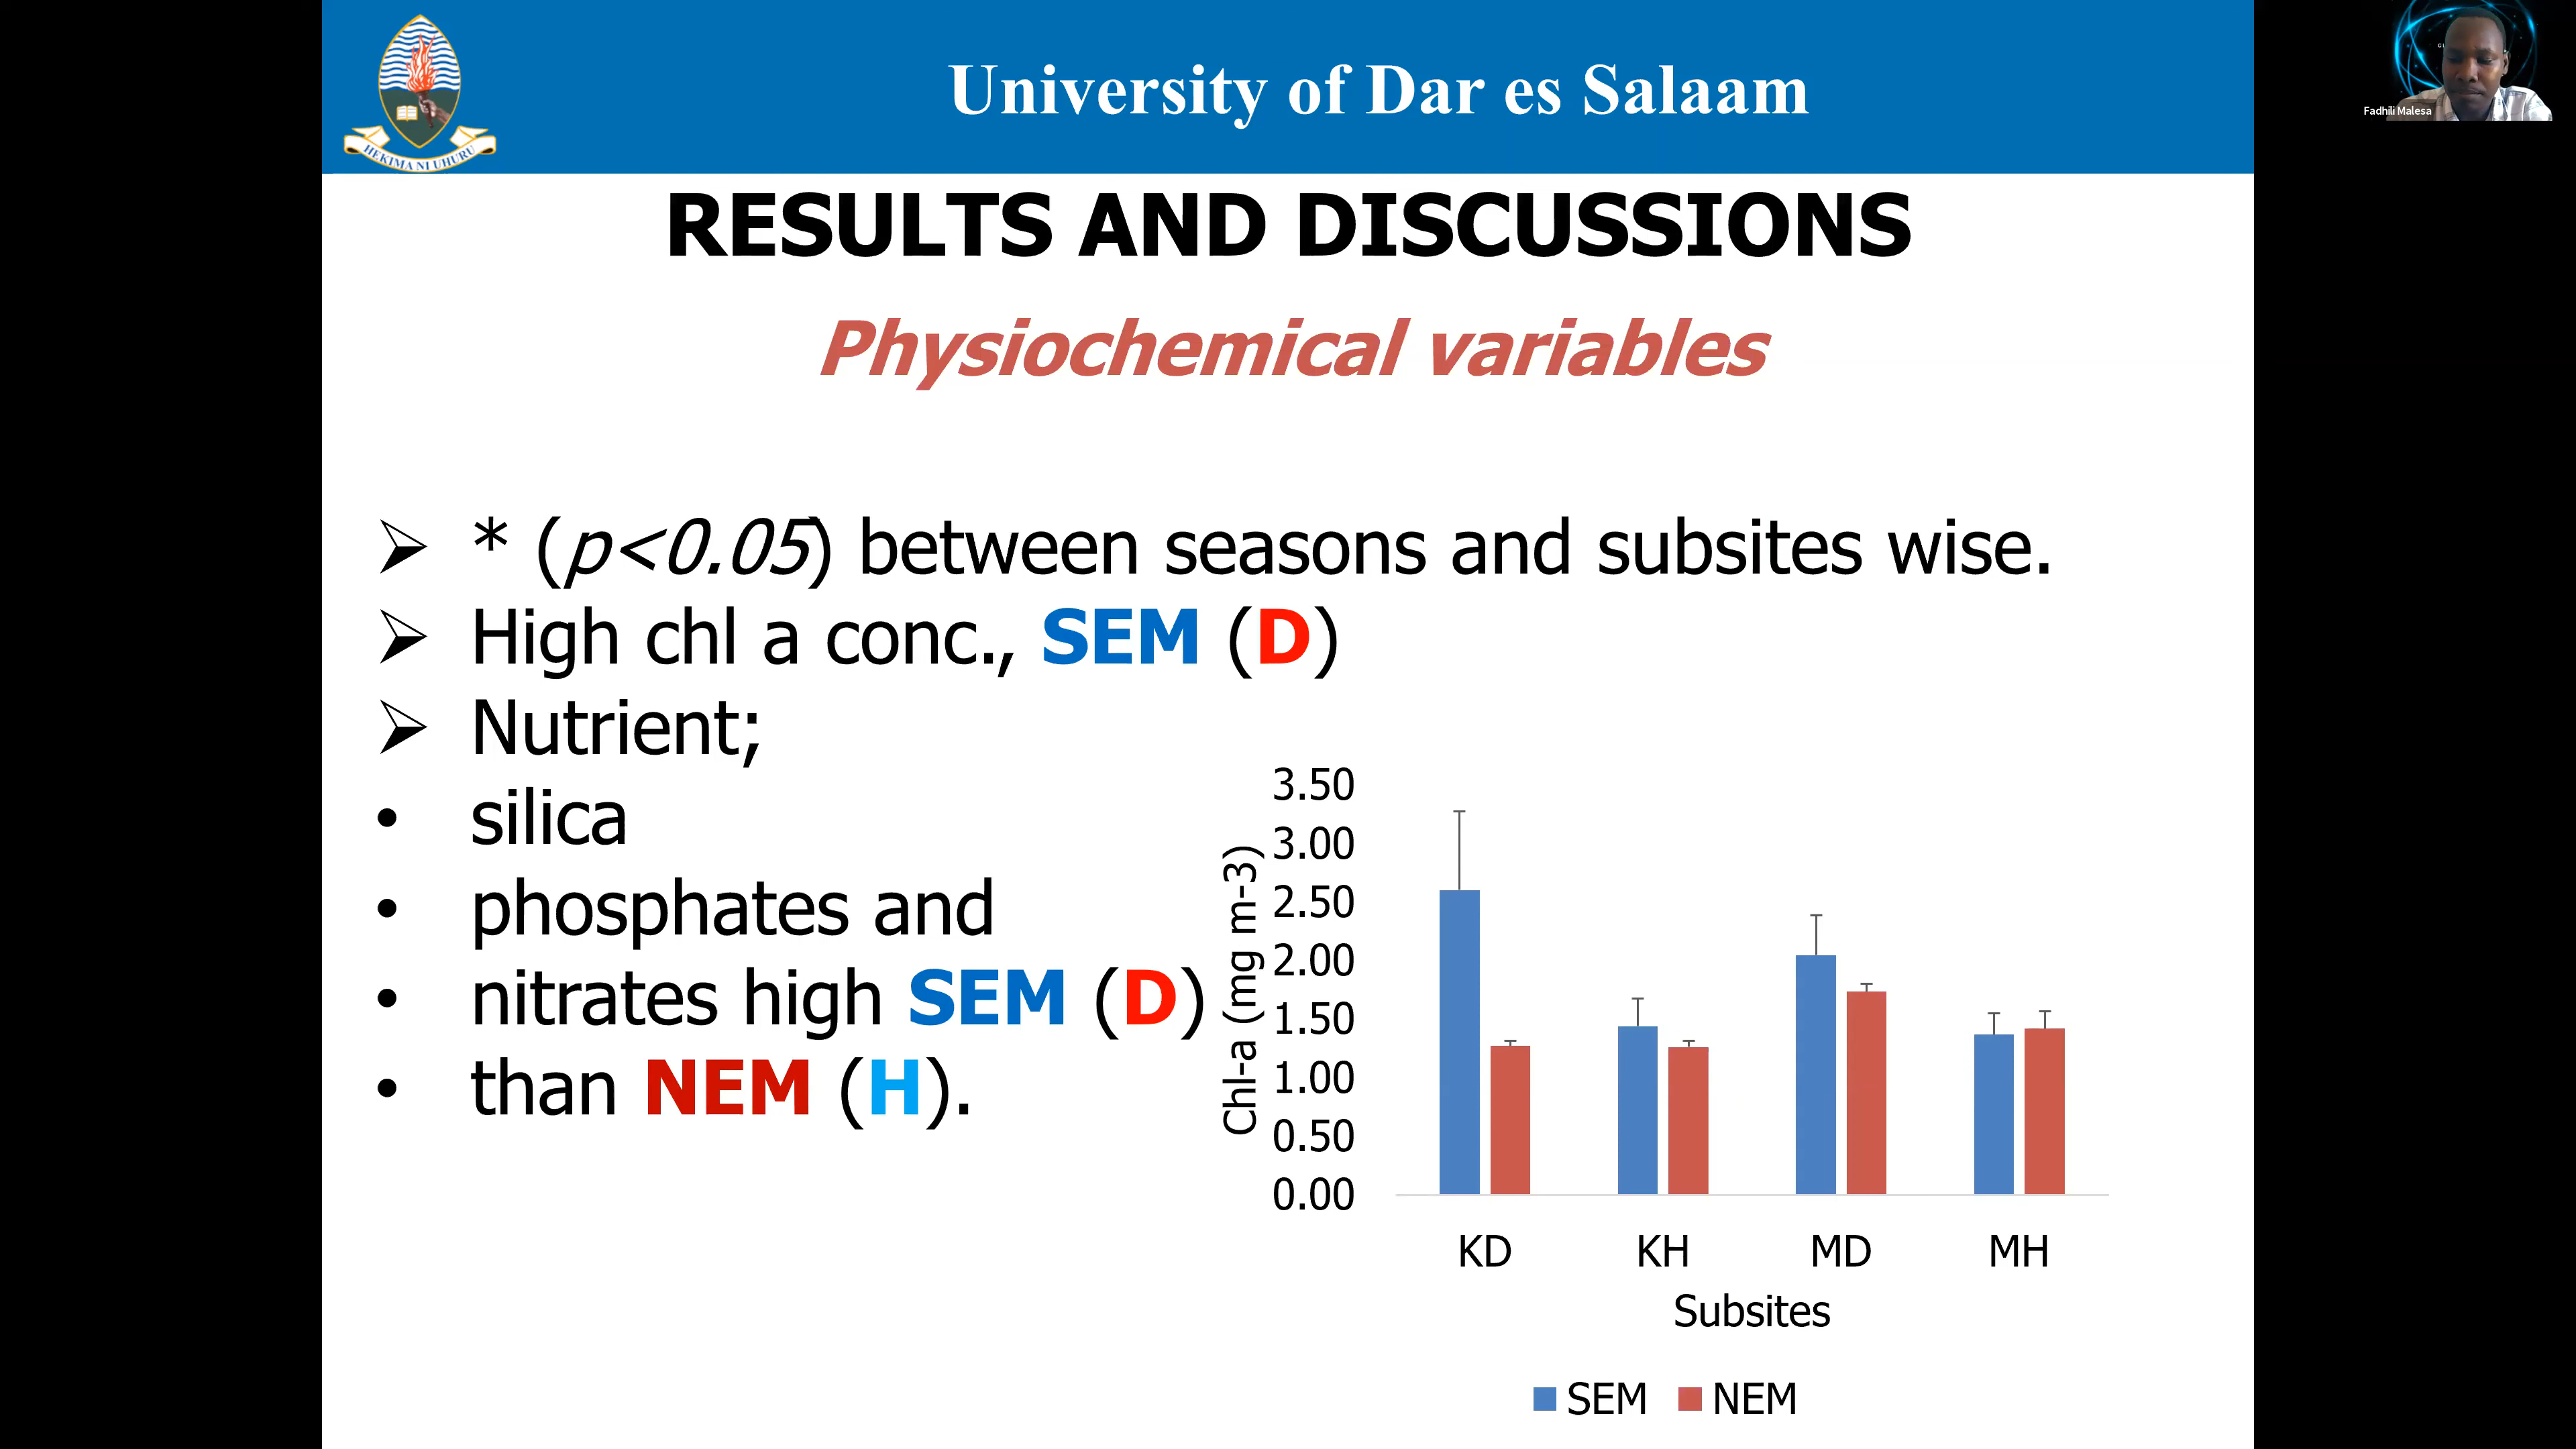 University of Dar es Salaam
HEKIMA NI UHURU
Fadhili Malesa
RESULTS AND DISCUSSIONS
Physiochemical variables
➢ * (p<0.05) between seasons and subsites wise.
➢ High chl a conc., SEM (D)
➢ Nutrient;
• silica
• phosphates and
• nitrates high SEM (D)
• than NEM (H).
Chl-a (mg m-3)
3.50
3.00
2.50
2.00
1.50
1.00
0.50
0.00
KD KH MD MH
Subsites
SEM NEM